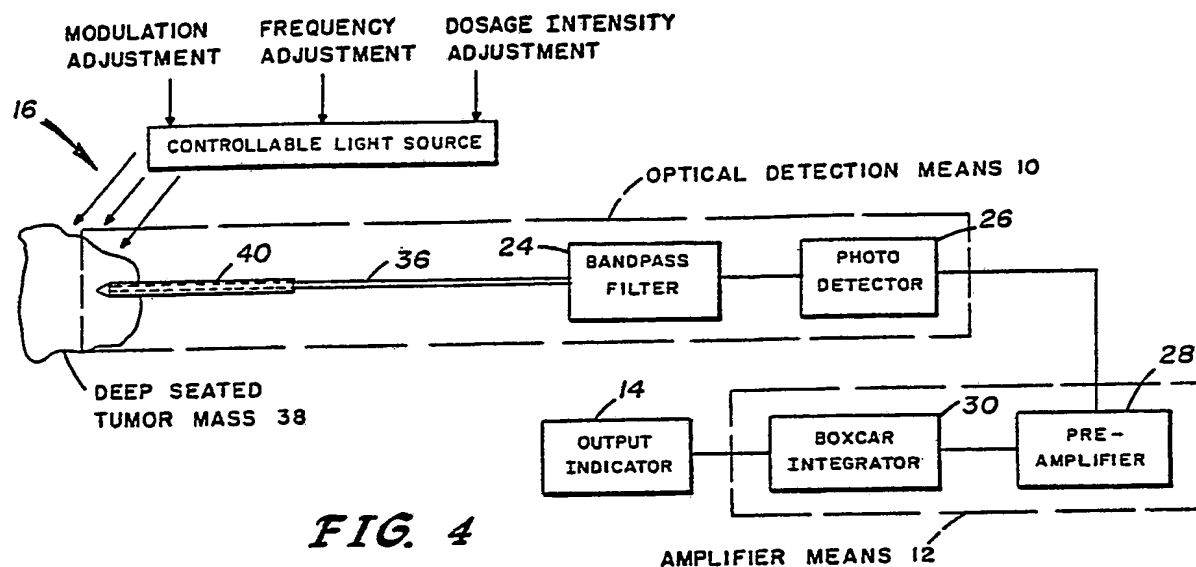 MODULATION ADJUSTMENT
FREQUENCY ADJUSTMENT
DOSAGE INTENSITY ADJUSTMENT
16
CONTROLLABLE LIGHT SOURCE
OPTICAL DETECTION MEANS 10
40
36
24
BANDPASS FILTER
26
PHOTO DETECTOR
DEEP SEATED
TUMOR MASS 38
14
OUTPUT INDICATOR
30
BOXCAR INTEGRATOR
28
PRE-
AMPLIFIER
FIG. 4
AMPLIFIER MEANS 12